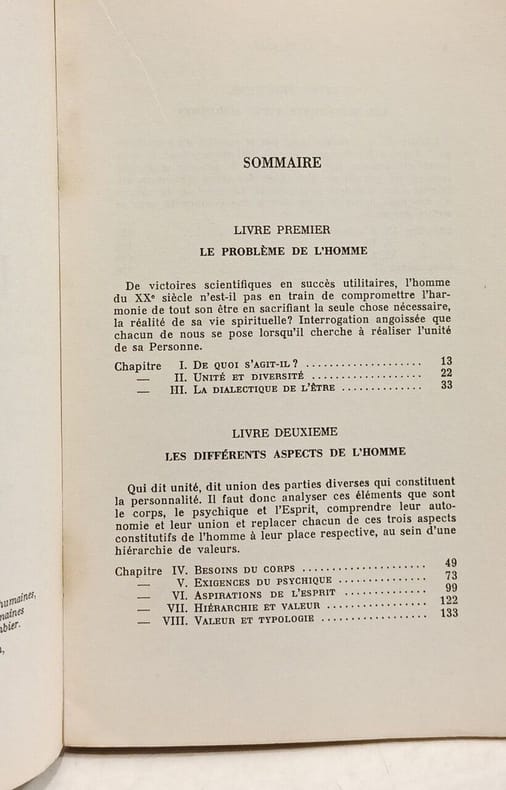 SOMMAIRE
LIVRE PREMIER
LE PROBLÈME DE L'HOMME
De victoires scientifiques en succès utilitaires, l'homme
du XXe siècle n'est-il pas en train de compromettre l'har-
monie de tout son être en sacrifiant la seule chose nécessaire,
la réalité de sa vie spirituelle? Interrogation angoissée que
chacun de nous se pose lorsqu'il cherche à réaliser l'unité
de sa Personne.
Chapitre I. DE QUOI S'AGIT-IL ? .................... 13
— II. UNITÉ ET DIVERSITÉ ................... 22
— III. LA DIALECTIQUE DE L'ÊTRE .............. 33
LIVRE DEUXIEME
LES DIFFÉRENTS ASPECTS DE L'HOMME
Qui dit unité, dit union des parties diverses qui constituent
la personnalité. Il faut donc analyser ces éléments que sont
le corps, le psychique et l'Esprit, comprendre leur auto-
nomie et leur union et replacer chacun de ces trois aspects
constitutifs de l'homme à leur place respective, au sein d'une
hiérarchie de valeurs.
Chapitre IV. BESOINS DU CORPS ..................... 49
— V. EXIGENCES DU PSYCHIQUE ............... 73
— VI. ASPIRATIONS DE L'ESPRIT .............. 99
— VII. HIÉRARCHIE ET VALEUR ................. 122
— VIII. VALEUR ET TYPOLOGIE .................. 133
humaines,
maines